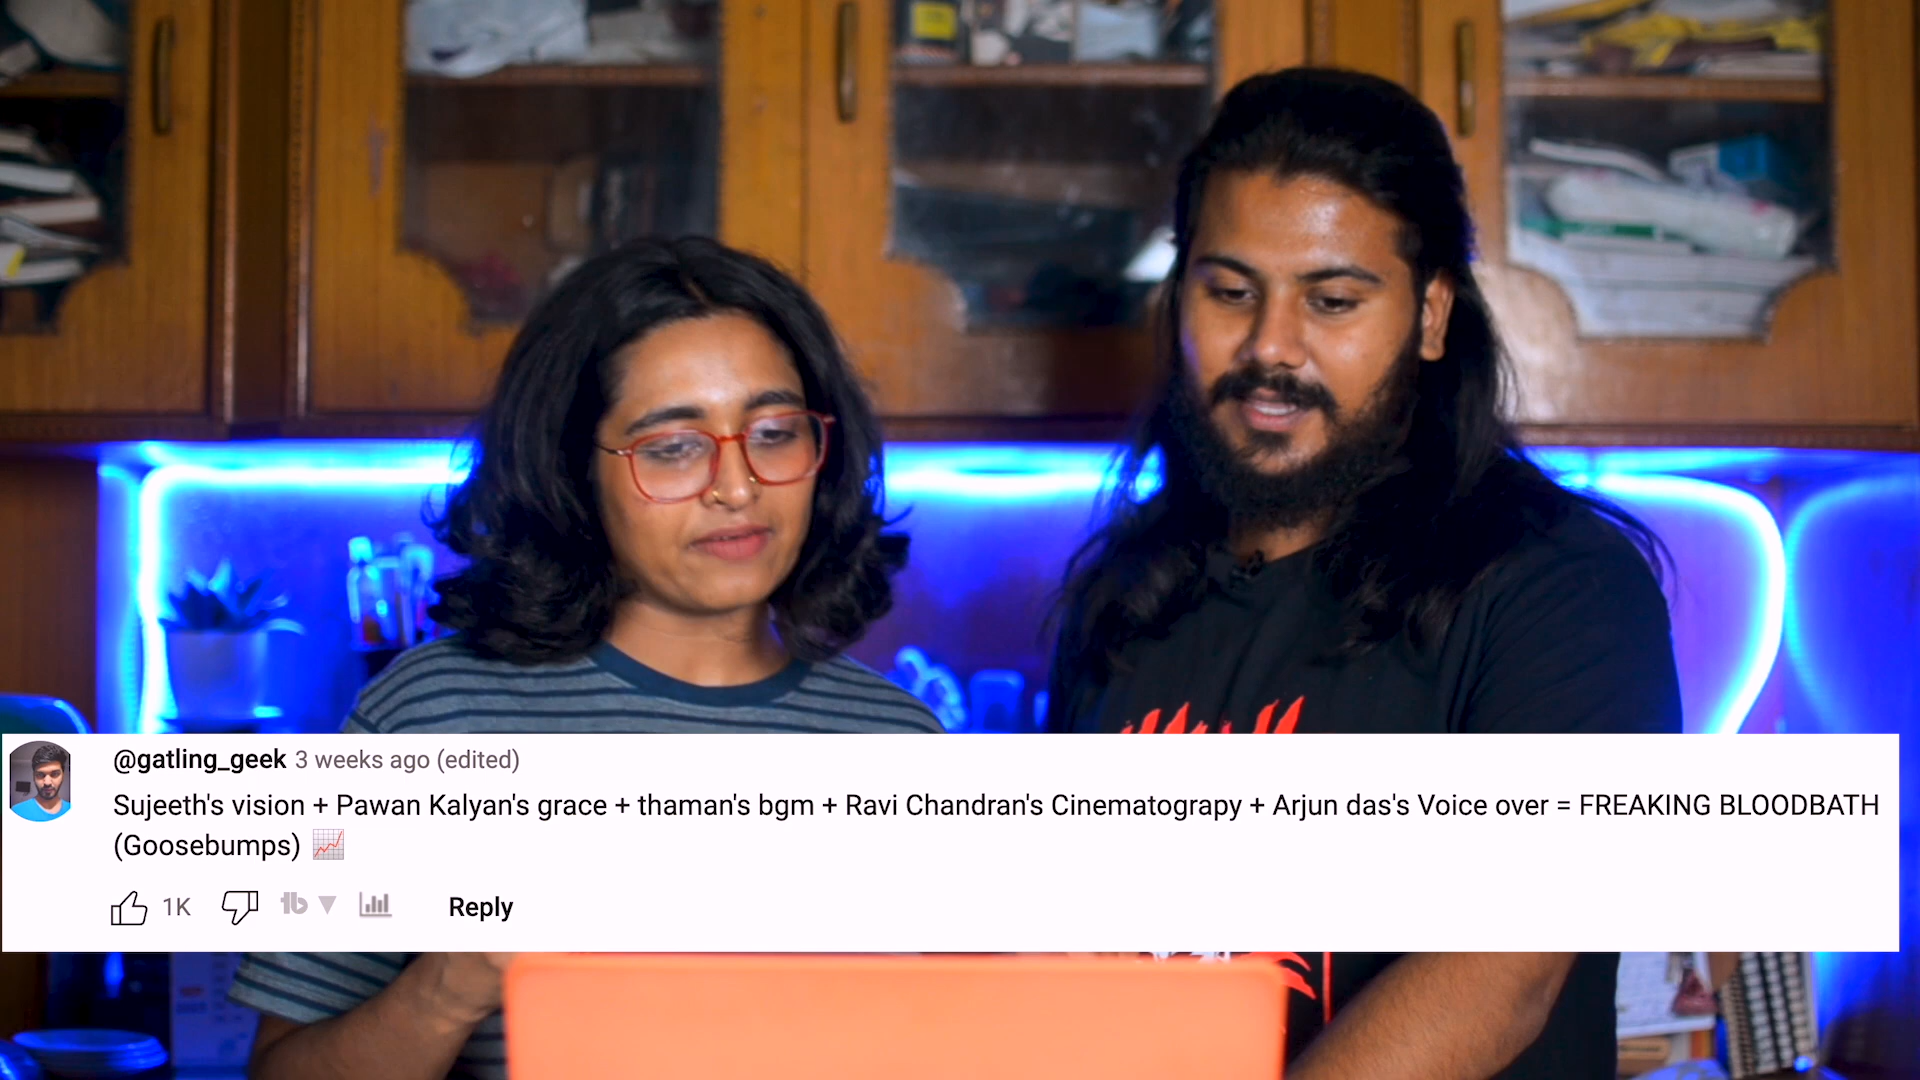 @gatling_geek 3 weeks ago (edited)
Sujeeth's vision + Pawan Kalyan's grace + thaman's bgm + Ravi Chandran's Cinematograpy + Arjun das's Voice over = FREAKING BLOODBATH
(Goosebumps) 📈
1K tb Reply